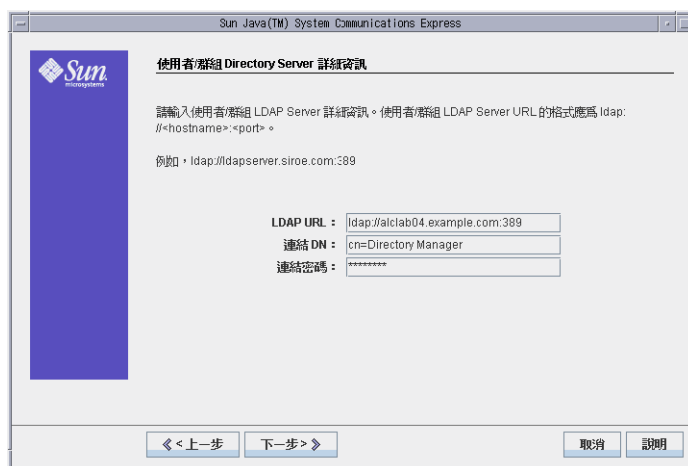 Sun Java(TM) System Communications Express
Sun
microsystems
使用者/群組 Directory Server 詳細資訊
請輸入使用者/群組 LDAP Server 詳細資訊。使用者/群組 LDAP Server URL 的格式應為 ldap:
//<hostname>:<port>。
例如，ldap://ldapserver.siroe.com:389
LDAP URL： ldap://alclab04.example.com:389
連結 DN： cn=Directory Manager
連結密碼： ********
< 上一步 下一步 > 取消 說明